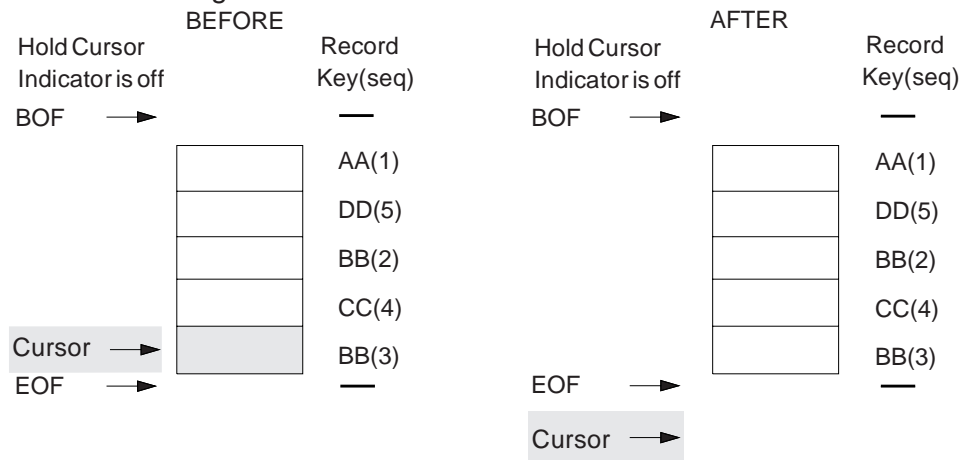 BEFORE
Hold Cursor
Indicator is off
Record
Key(seq)
BOF
AA(1)
DD(5)
BB(2)
CC(4)
Cursor
BB(3)
EOF
AFTER
Hold Cursor
Indicator is off
Record
Key(seq)
BOF
AA(1)
DD(5)
BB(2)
CC(4)
BB(3)
EOF
Cursor